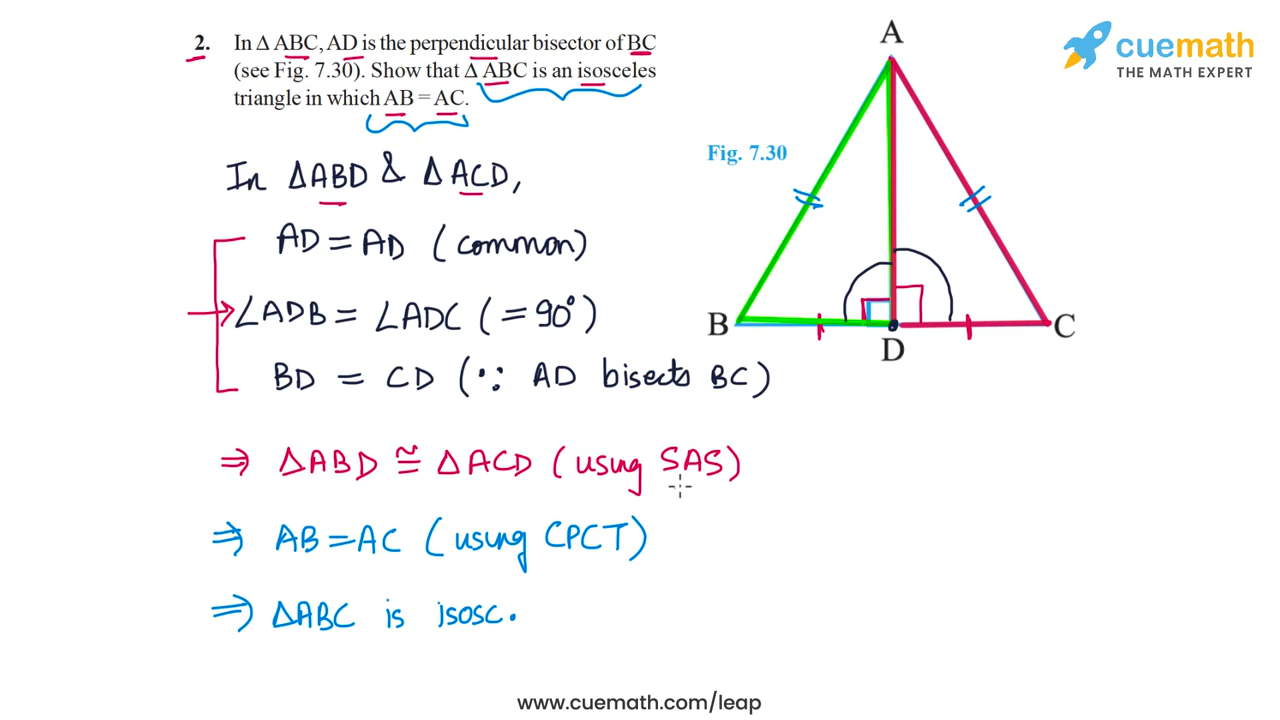 2. In Δ ABC, AD is the perpendicular bisector of BC
(see Fig. 7.30). Show that Δ ABC is an isosceles
triangle in which AB = AC.
In ΔABD & ΔACD,
AD = AD (common)
∠ADB = ∠ADC (= 90°)
BD = CD (∵ AD bisects BC)
⇒ ΔABD ≅ ΔACD (using SAS)
⇒ AB = AC (using CPCT)
⇒ ΔABC is isosc.
A
Fig. 7.30
B
D
C
cuemath
THE MATH EXPERT
www.cuemath.com/leap